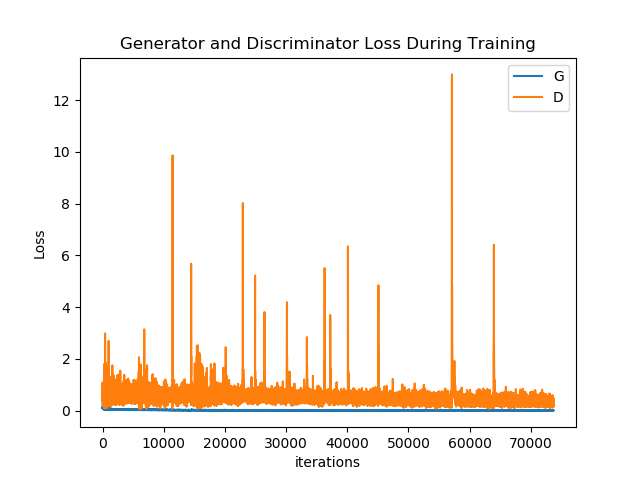 Generator and Discriminator Loss During Training
G
D
12
10
8
6
4
2
0
Loss
0 10000 20000 30000 40000 50000 60000 70000
iterations